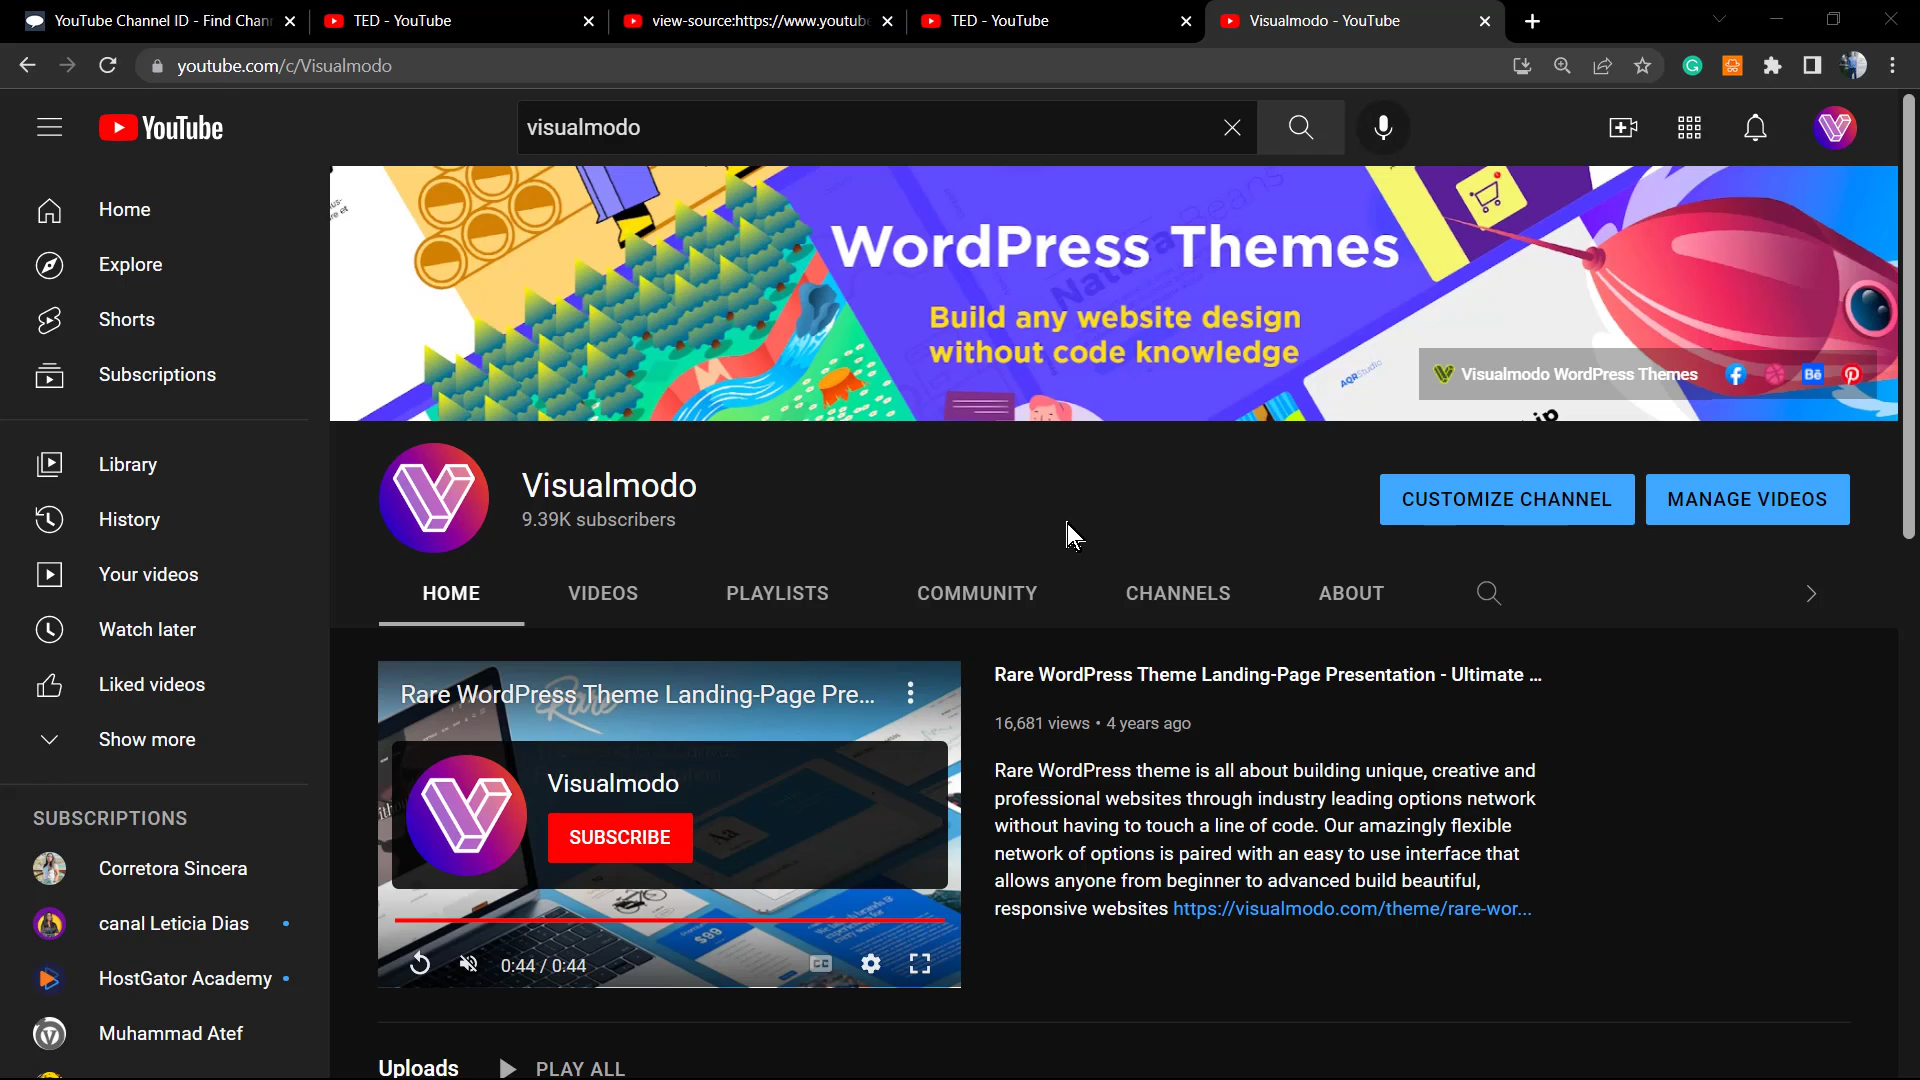 YouTube Channel ID - Find Chan
TED - YouTube
view-source:https://www.youtube
TED - YouTube
Visualmodo - YouTube
youtube.com/c/Visualmodo
YouTube
visualmodo
Home
Explore
Shorts
Subscriptions
Library
History
Your videos
Watch later
Liked videos
Show more
SUBSCRIPTIONS
Corretora Sincera
canal Leticia Dias
HostGator Academy
Muhammad Atef
WordPress Themes
Build any website design
without code knowledge
AQRStudio
Visualmodo WordPress Themes
Bē
Visualmodo
9.39K subscribers
CUSTOMIZE CHANNEL
MANAGE VIDEOS
HOME
VIDEOS
PLAYLISTS
COMMUNITY
CHANNELS
ABOUT
Rare WordPress Theme Landing-Page Pre...
Rare
Visualmodo
SUBSCRIBE
$99
0:44 / 0:44
CC
Rare WordPress Theme Landing-Page Presentation - Ultimate ...
16,681 views • 4 years ago
Rare WordPress theme is all about building unique, creative and
professional websites through industry leading options network
without having to touch a line of code. Our amazingly flexible
network of options is paired with an easy to use interface that
allows anyone from beginner to advanced build beautiful,
responsive websites https://visualmodo.com/theme/rare-wor...
Uploads
PLAY ALL